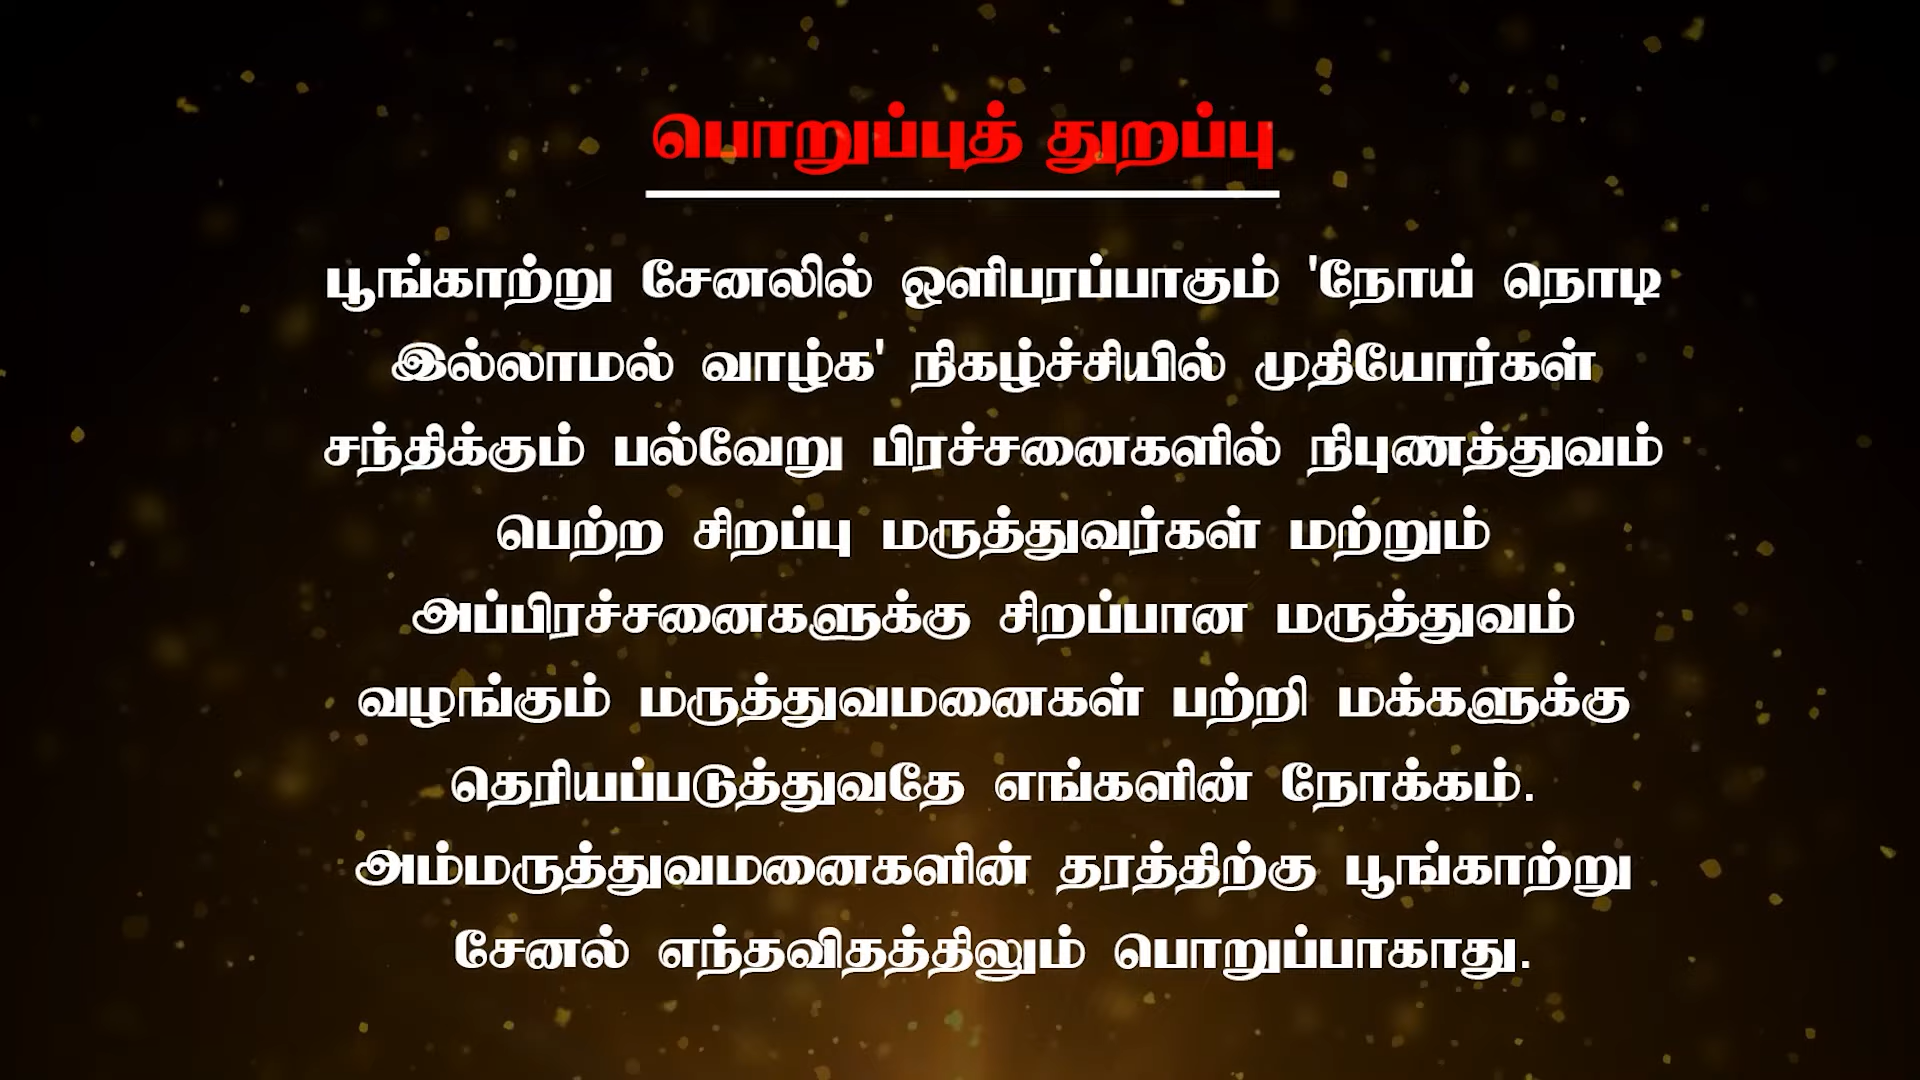 பொறுப்புத் துறப்பு
பூங்காற்று சேனலில் ஒளிபரப்பாகும் 'நோய் நொடி
இல்லாமல் வாழ்க' நிகழ்ச்சியில் முதியோர்கள்
சந்திக்கும் பல்வேறு பிரச்சனைகளில் நிபுணத்துவம்
பெற்ற சிறப்பு மருத்துவர்கள் மற்றும்
அப்பிரச்சனைகளுக்கு சிறப்பான மருத்துவம்
வழங்கும் மருத்துவமனைகள் பற்றி மக்களுக்கு
தெரியப்படுத்துவதே எங்களின் நோக்கம்.
அம்மருத்துவமனைகளின் தரத்திற்கு பூங்காற்று
சேனல் எந்தவிதத்திலும் பொறுப்பாகாது.